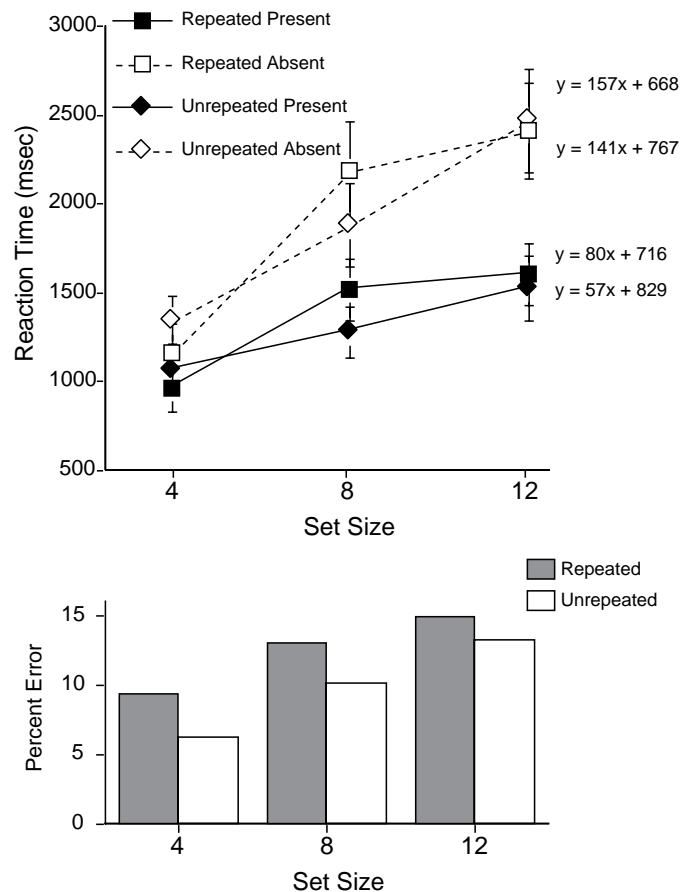 3000
2500
2000
1500
1000
500
Reaction Time (msec)
Repeated Present
Repeated Absent
Unrepeated Present
Unrepeated Absent
y = 157x + 668
y = 141x + 767
y = 80x + 716
y = 57x + 829
4 8 12
Set Size
Repeated
Unrepeated
15
10
5
0
Percent Error
4 8 12
Set Size